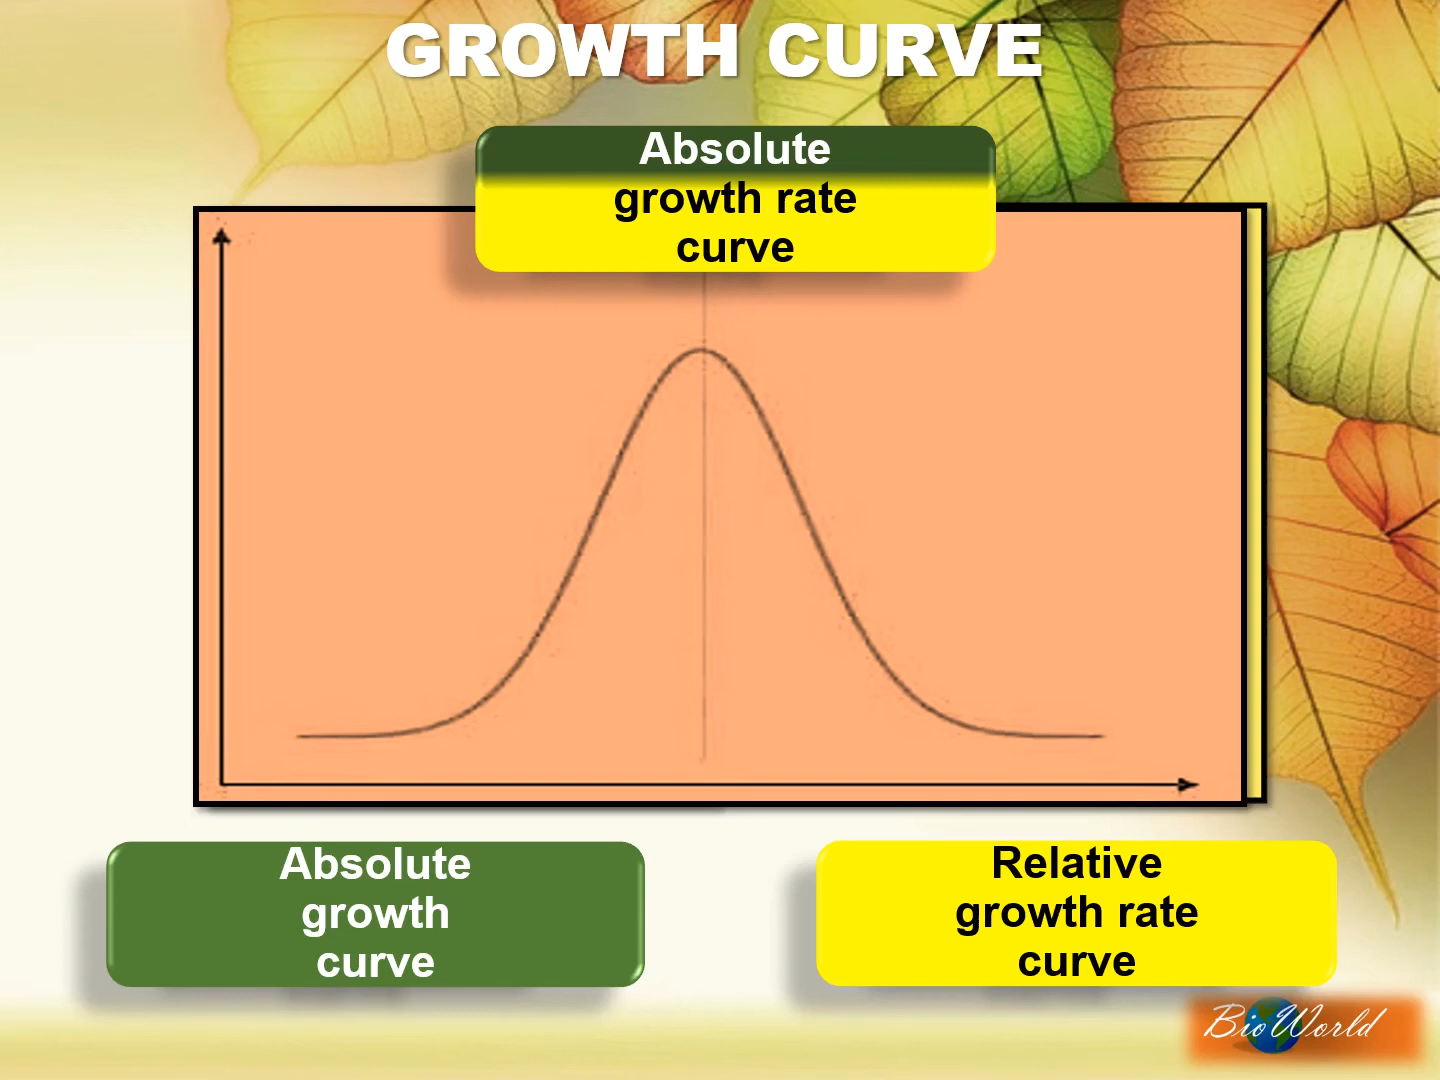 GROWTH CURVE
Absolute
growth rate
curve
Absolute
growth
curve
Relative
growth rate
curve
BioWorld